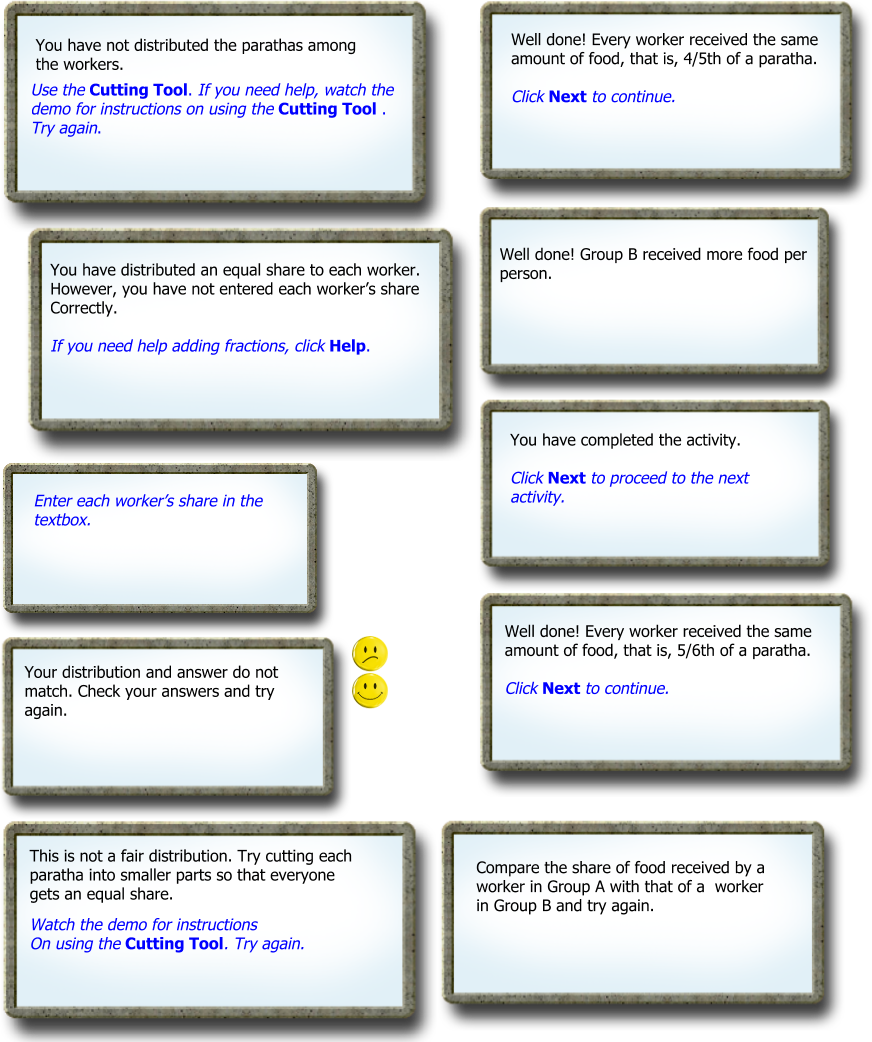 You have not distributed the parathas among
the workers.
Use the Cutting Tool. If you need help, watch the
demo for instructions on using the Cutting Tool .
Try again.
Well done! Every worker received the same
amount of food, that is, 4/5th of a paratha.
Click Next to continue.
You have distributed an equal share to each worker.
However, you have not entered each worker’s share
Correctly.
If you need help adding fractions, click Help.
Well done! Group B received more food per
person.
You have completed the activity.
Click Next to proceed to the next
activity.
Enter each worker’s share in the
textbox.
Well done! Every worker received the same
amount of food, that is, 5/6th of a paratha.
Click Next to continue.
Your distribution and answer do not
match. Check your answers and try
again.
This is not a fair distribution. Try cutting each
paratha into smaller parts so that everyone
gets an equal share.
Watch the demo for instructions
On using the Cutting Tool. Try again.
Compare the share of food received by a
worker in Group A with that of a  worker
in Group B and try again.